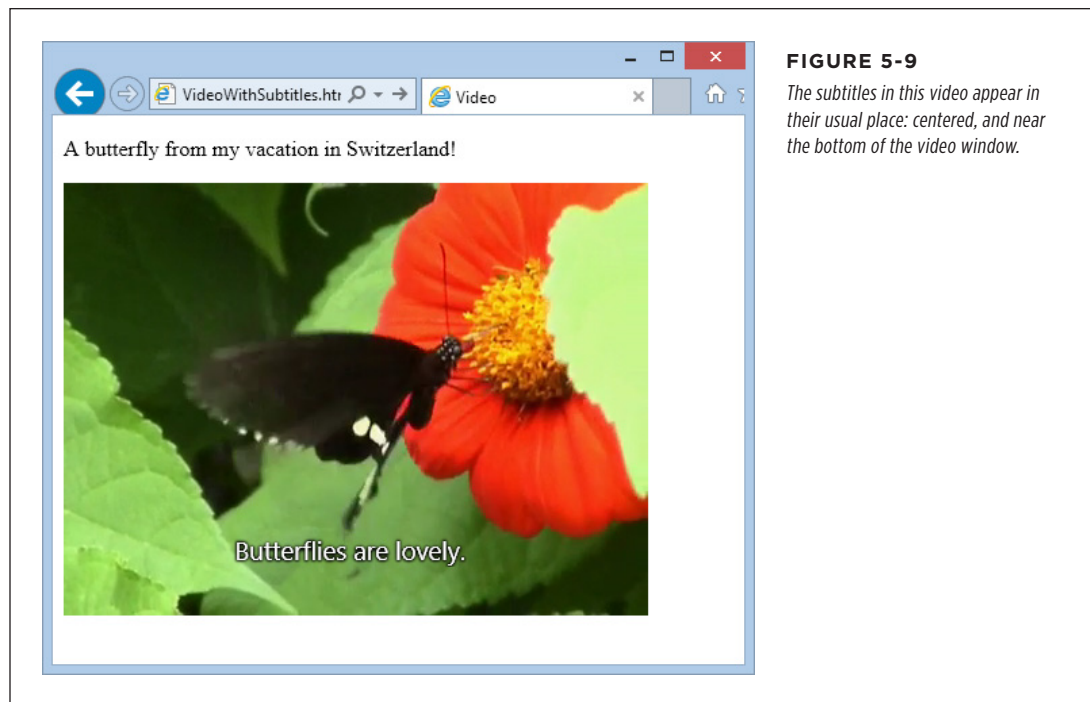 VideoWithSubtitles.htr
Video
A butterfly from my vacation in Switzerland!
Butterflies are lovely.
FIGURE 5-9
The subtitles in this video appear in
their usual place: centered, and near
the bottom of the video window.